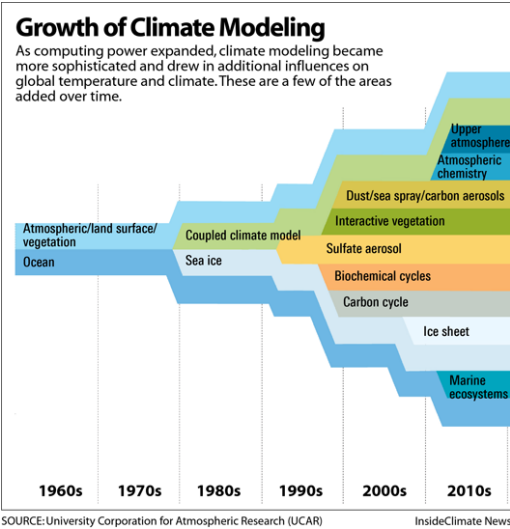 Growth of Climate Modeling
As computing power expanded, climate modeling became
more sophisticated and drew in additional influences on
global temperature and climate. These are a few of the areas
added over time.
Upper
atmosphere
Atmospheric
chemistry
Dust/sea spray/carbon aerosols
Interactive vegetation
Atmospheric/land surface/
vegetation
Coupled climate model
Sulfate aerosol
Ocean
Sea ice
Biochemical cycles
Carbon cycle
Ice sheet
Marine
ecosystems
1960s 1970s 1980s 1990s 2000s 2010s
SOURCE: University Corporation for Atmospheric Research (UCAR) InsideClimate News